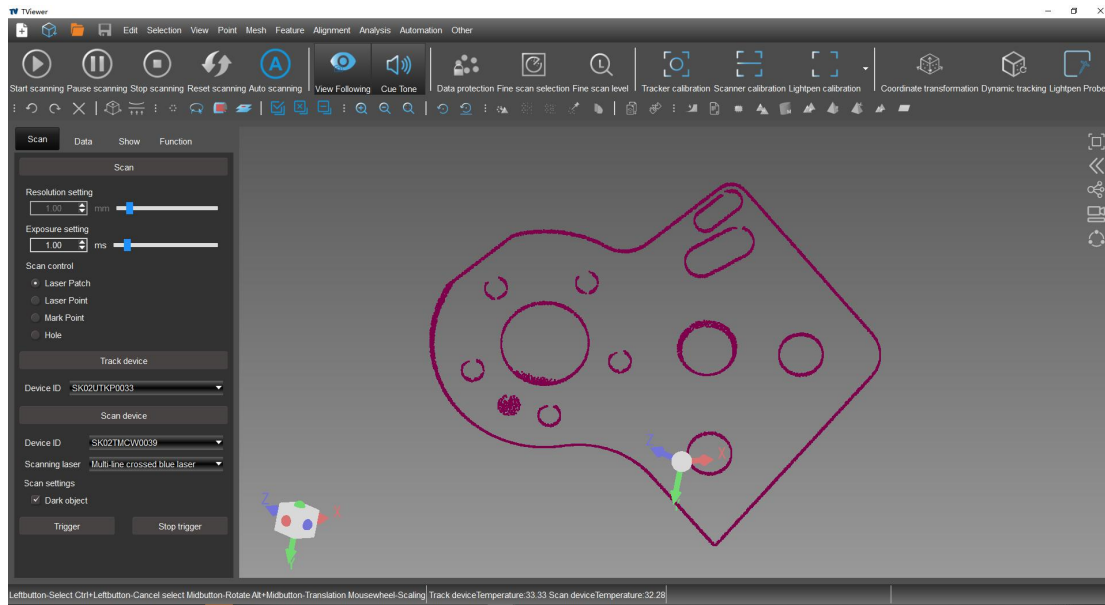 TViewer
Edit Selection View Point Mesh Feature Alignment Analysis Automation Other
Start scanning Pause scanning Stop scanning Reset scanning Auto scanning View Following Cue Tone Data protection Fine scan selection Fine scan level Tracker calibration Scanner calibration Lightpen calibration Coordinate transformation Dynamic tracking Lightpen Probe
Scan Data Show Function
Scan
Resolution setting
1.00 mm
Exposure setting
1.00 ms
Scan control
Laser Patch
Laser Point
Mark Point
Hole
Track device
Device ID SK02UTKP0033
Scan device
Device ID SK02TMCW0039
Scanning laser Multi-line crossed blue laser
Scan settings
Dark object
Trigger Stop trigger
Z X
Z X
Leftbutton-Select Ctrl+Leftbutton-Cancel select Midbutton-Rotate Alt+Midbutton-Translation Mousewheel-Scaling Track deviceTemperature:33.33 Scan deviceTemperature:32.28